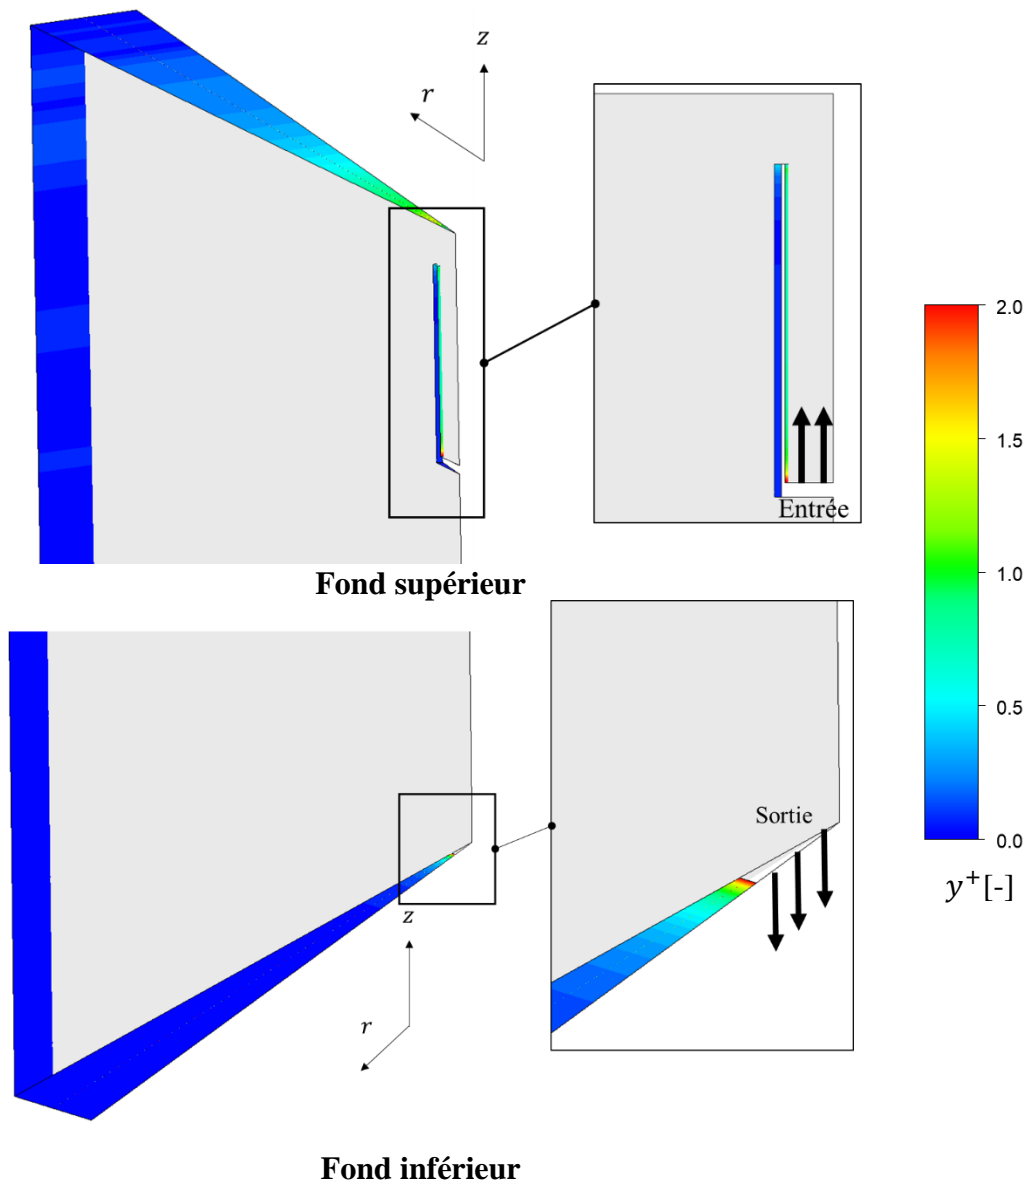 z
r
Entrée
Fond supérieur
2.0
1.5
1.0
0.5
0.0
y⁺[-]
Sortie
z
r
Fond inférieur